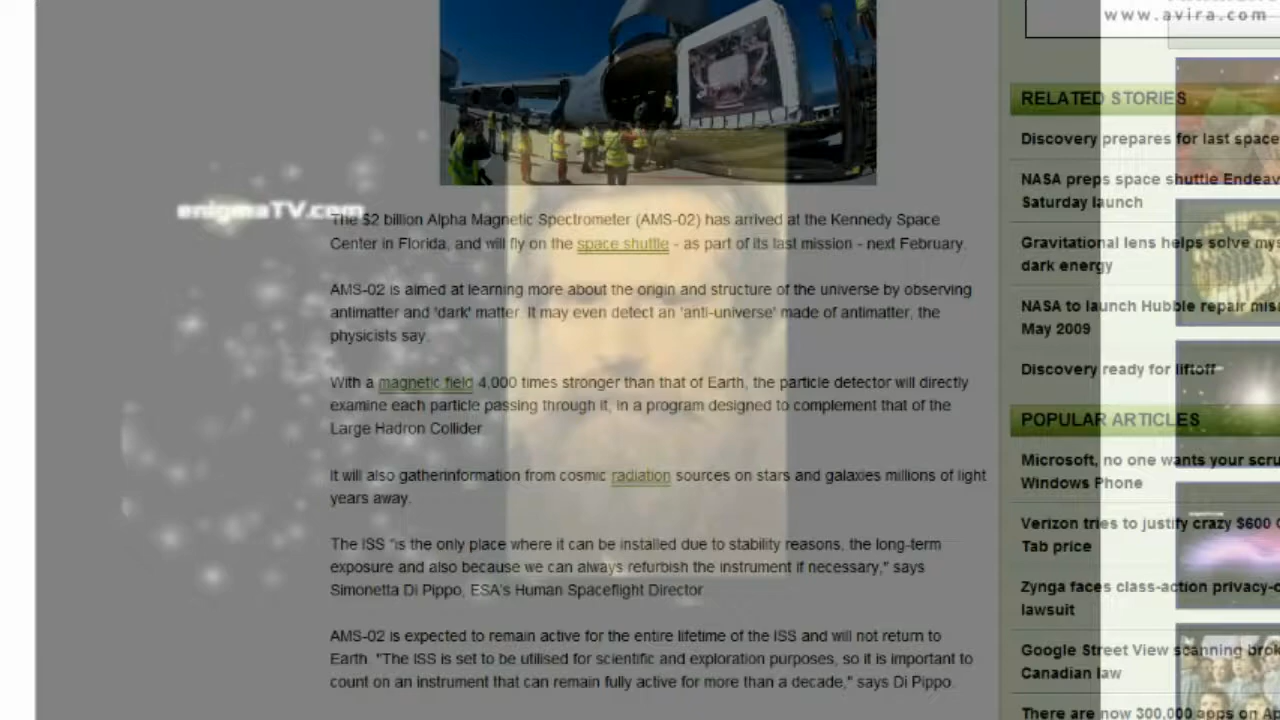 www.avira.com
enigmaTV.com
The $2 billion Alpha Magnetic Spectrometer (AMS-02) has arrived at the Kennedy Space
Center in Florida, and will fly on the space shuttle - as part of its last mission - next February.
AMS-02 is aimed at learning more about the origin and structure of the universe by observing
antimatter and 'dark' matter. It may even detect an 'anti-universe' made of antimatter, the
physicists say.
With a magnetic field 4,000 times stronger than that of Earth, the particle detector will directly
examine each particle passing through it, in a program designed to complement that of the
Large Hadron Collider
It will also gatherinformation from cosmic radiation sources on stars and galaxies millions of light
years away.
The ISS "is the only place where it can be installed due to stability reasons, the long-term
exposure and also because we can always refurbish the instrument if necessary," says
Simonetta Di Pippo, ESA's Human Spaceflight Director
AMS-02 is expected to remain active for the entire lifetime of the ISS and will not return to
Earth. "The ISS is set to be utilised for scientific and exploration purposes, so it is important to
count on an instrument that can remain fully active for more than a decade," says Di Pippo.
RELATED STORIES
Discovery prepares for last space
NASA preps space shuttle Endeav
Saturday launch
Gravitational lens helps solve mys
dark energy
NASA to launch Hubble repair mis
May 2009
Discovery ready for liftoff
POPULAR ARTICLES
Microsoft, no one wants your scru
Windows Phone
Verizon tries to justify crazy $600
Tab price
Zynga faces class-action privacy-
lawsuit
Google Street View scanning brok
Canadian law
There are now 300,000 apps on Ap